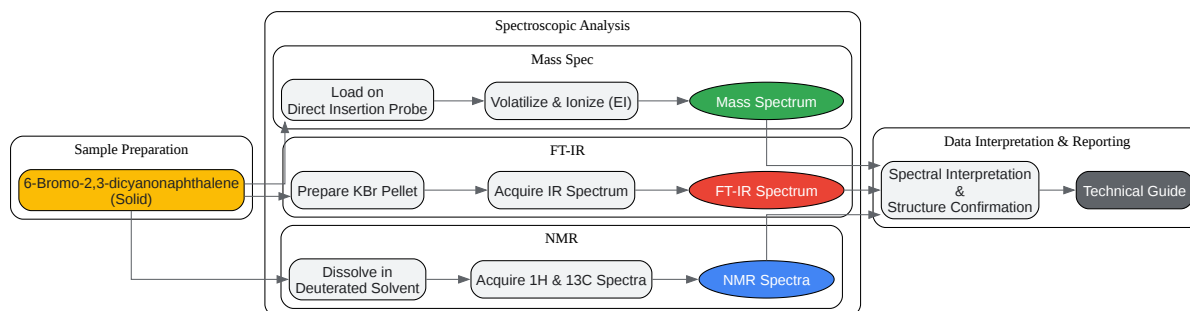 Spectroscopic Analysis
Mass Spec
Load on
Direct Insertion Probe
Volatilize & Ionize (EI)
Mass Spectrum
Sample Preparation
6-Bromo-2,3-dicyanonaphthalene
(Solid)
FT-IR
Prepare KBr Pellet
Acquire IR Spectrum
FT-IR Spectrum
NMR
Dissolve in
Deuterated Solvent
Acquire 1H & 13C Spectra
NMR Spectra
Data Interpretation & Reporting
Spectral Interpretation
&
Structure Confirmation
Technical Guide